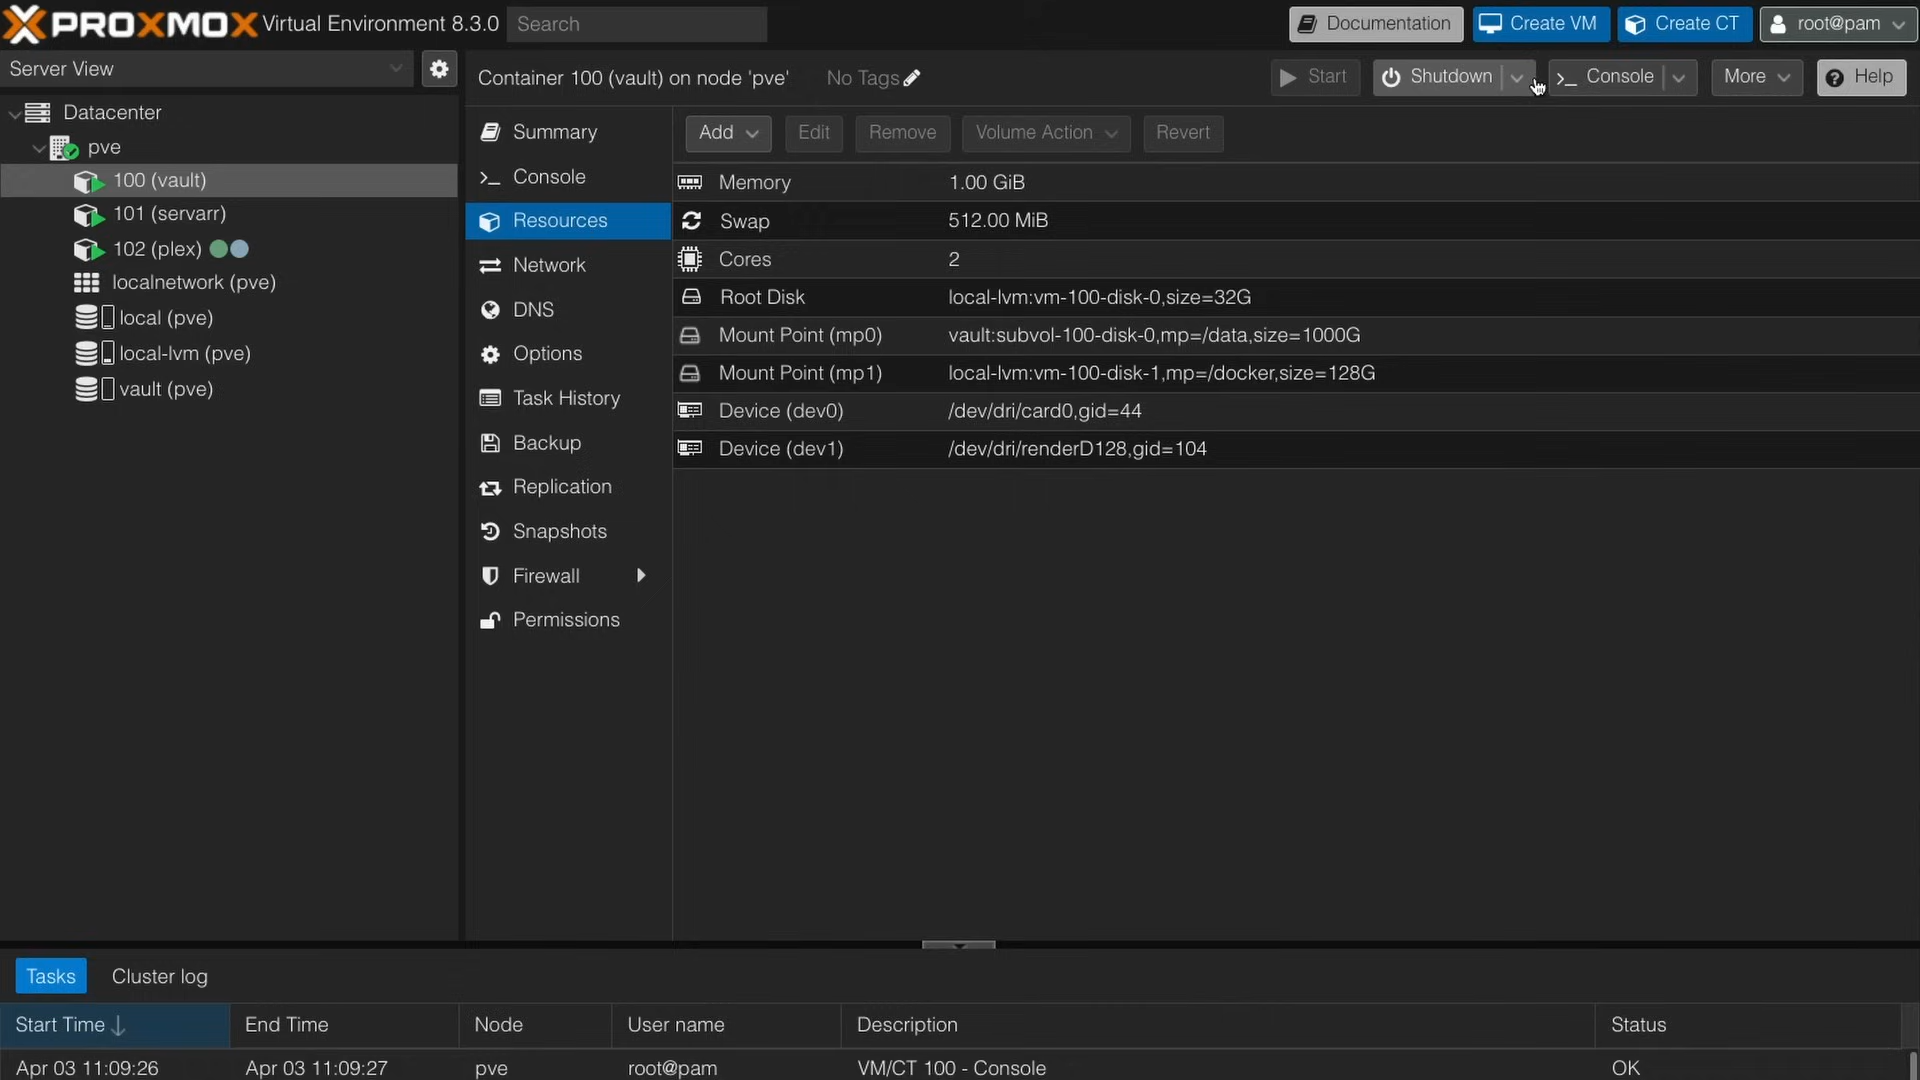 PROXMOX Virtual Environment 8.3.0 Search Documentation Create VM Create CT root@pam
Server View
Container 100 (vault) on node 'pve' No Tags Start Shutdown Console More Help
Datacenter
pve
100 (vault)
101 (servarr)
102 (plex)
localnetwork (pve)
local (pve)
local-lvm (pve)
vault (pve)
Summary
Console
Resources
Network
DNS
Options
Task History
Backup
Replication
Snapshots
Firewall
Permissions
Add Edit Remove Volume Action Revert
Memory 1.00 GiB
Swap 512.00 MiB
Cores 2
Root Disk local-lvm:vm-100-disk-0,size=32G
Mount Point (mp0) vault:subvol-100-disk-0,mp=/data,size=1000G
Mount Point (mp1) local-lvm:vm-100-disk-1,mp=/docker,size=128G
Device (dev0) /dev/dri/card0,gid=44
Device (dev1) /dev/dri/renderD128,gid=104
Tasks Cluster log
Start Time End Time Node User name Description Status
Apr 03 11:09:26 Apr 03 11:09:27 pve root@pam VM/CT 100 - Console OK